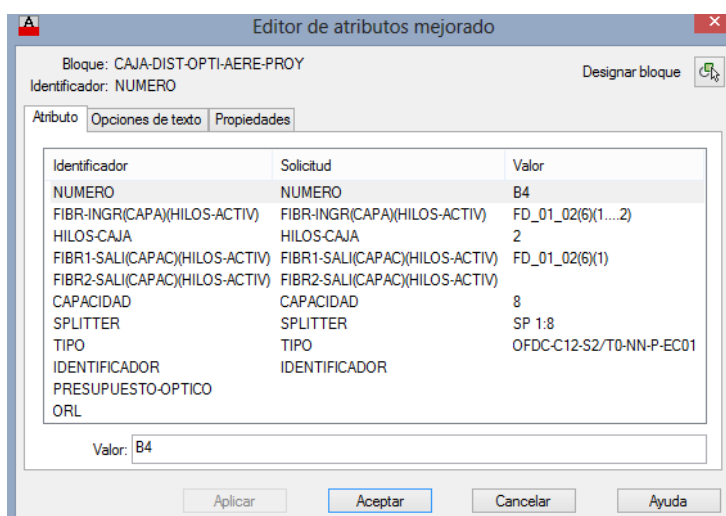 Editor de atributos mejorado
Bloque: CAJA-DIST-OPTI-AERE-PROY
Identificador: NUMERO
Designar bloque
Atributo Opciones de texto Propiedades
Identificador Solicitud Valor
NUMERO NUMERO B4
FIBR-INGR(CAPA)(HILOS-ACTIV) FIBR-INGR(CAPA)(HILOS-ACTIV) FD_01_02(6)(1....2)
HILOS-CAJA HILOS-CAJA 2
FIBR1-SALI(CAPAC)(HILOS-ACTIV) FIBR1-SALI(CAPAC)(HILOS-ACTIV) FD_01_02(6)(1)
FIBR2-SALI(CAPAC)(HILOS-ACTIV) FIBR2-SALI(CAPAC)(HILOS-ACTIV)
CAPACIDAD CAPACIDAD 8
SPLITTER SPLITTER SP 1:8
TIPO TIPO OFDC-C12-S2/T0-NN-P-EC01
IDENTIFICADOR IDENTIFICADOR
PRESUPUESTO-OPTICO
ORL
Valor: B4
Aplicar Aceptar Cancelar Ayuda